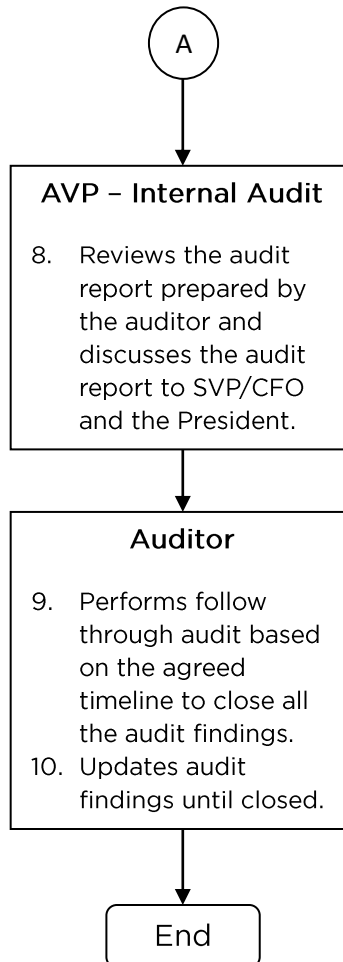 A
AVP – Internal Audit
8. Reviews the audit
report prepared by
the auditor and
discusses the audit
report to SVP/CFO
and the President.
Auditor
9. Performs follow
through audit based
on the agreed
timeline to close all
the audit findings.
10. Updates audit
findings until closed.
End